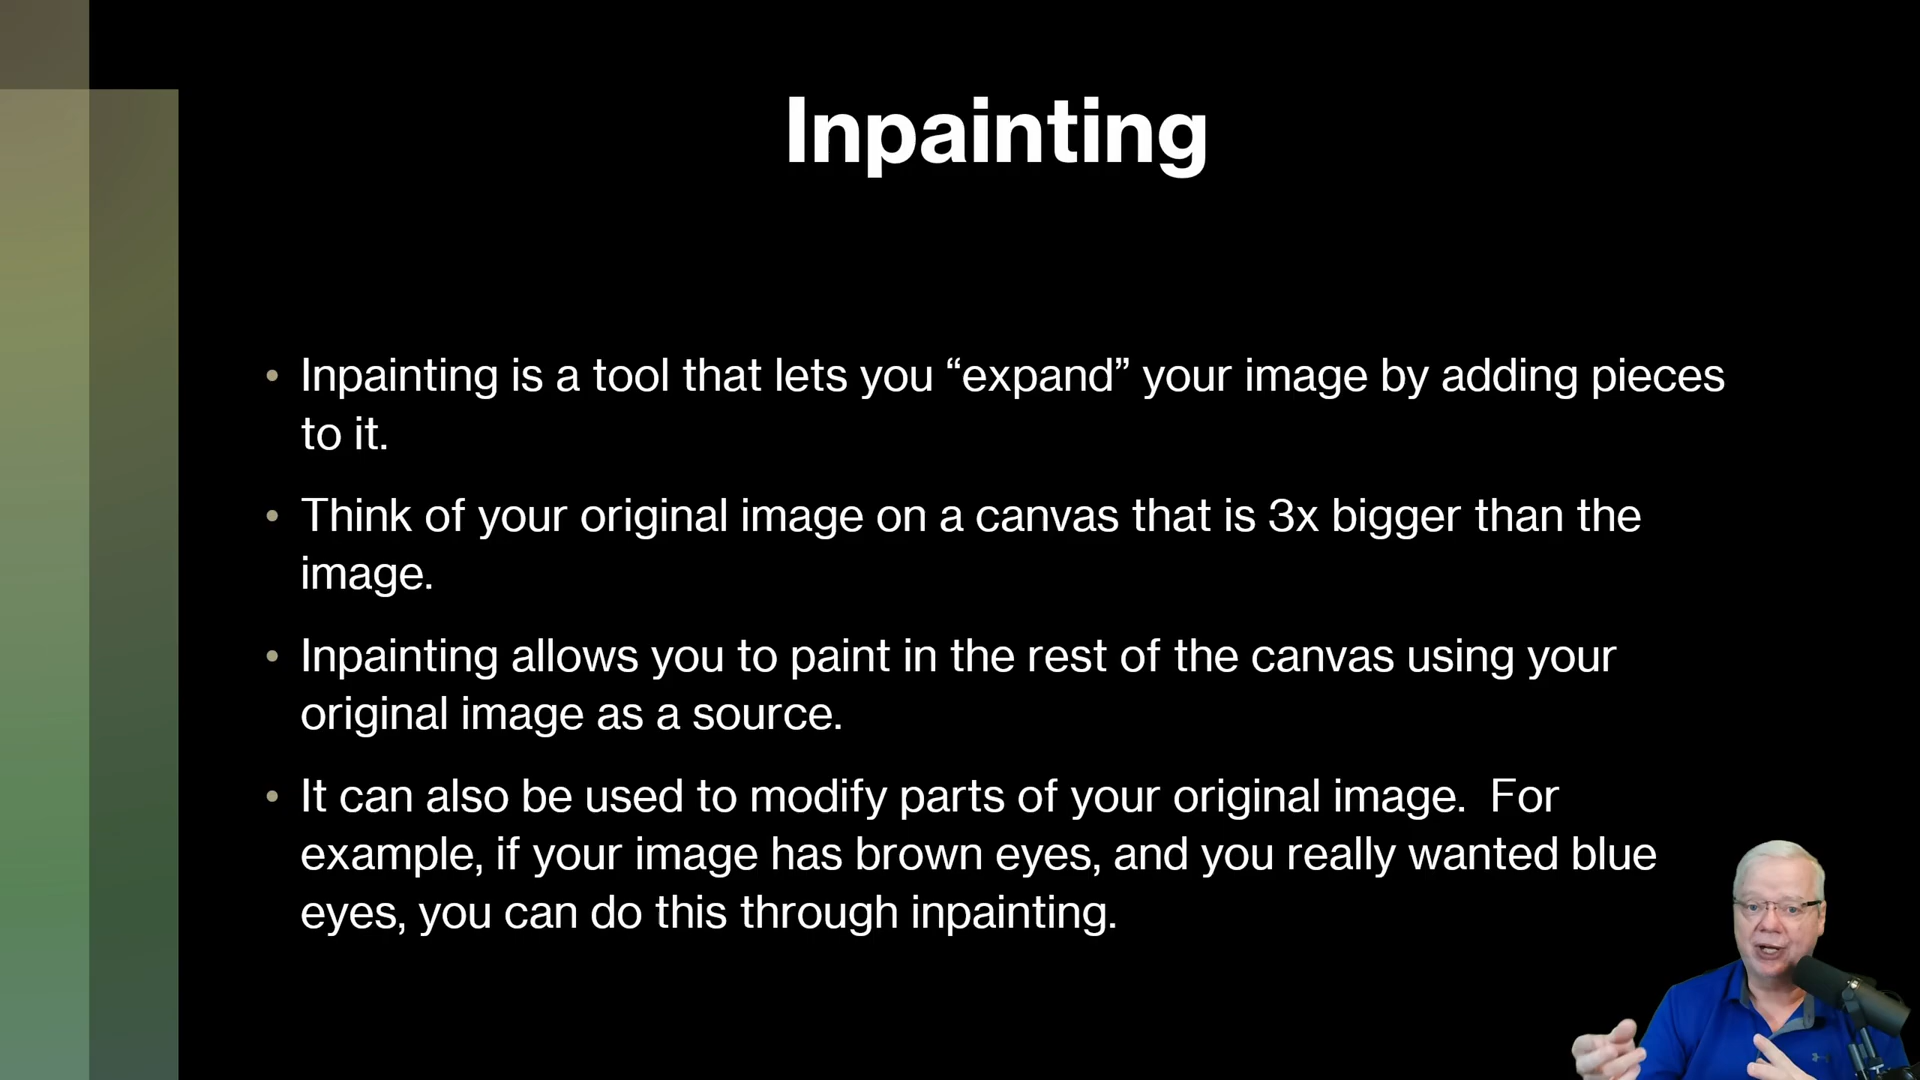 Inpainting
• Inpainting is a tool that lets you “expand” your image by adding pieces
to it.
• Think of your original image on a canvas that is 3x bigger than the
image.
• Inpainting allows you to paint in the rest of the canvas using your
original image as a source.
• It can also be used to modify parts of your original image.  For
example, if your image has brown eyes, and you really wanted blue
eyes, you can do this through inpainting.